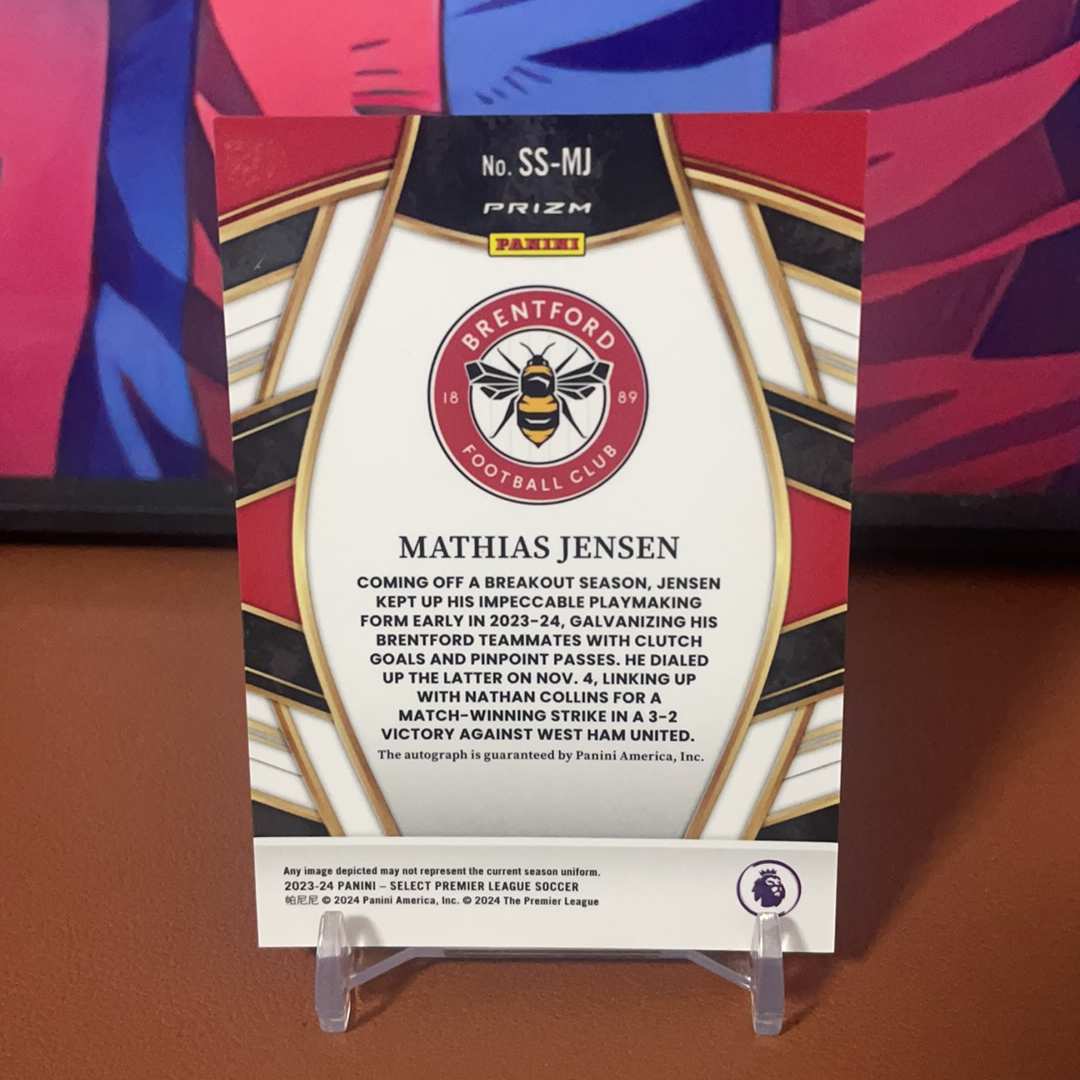 No. SS-MJ
PRIZM
PANINI
BRENTFORD
18 89
FOOTBALL CLUB
MATHIAS JENSEN
COMING OFF A BREAKOUT SEASON, JENSEN
KEPT UP HIS IMPECCABLE PLAYMAKING
FORM EARLY IN 2023-24, GALVANIZING HIS
BRENTFORD TEAMMATES WITH CLUTCH
GOALS AND PINPOINT PASSES. HE DIALED
UP THE LATTER ON NOV. 4, LINKING UP
WITH NATHAN COLLINS FOR A
MATCH-WINNING STRIKE IN A 3-2
VICTORY AGAINST WEST HAM UNITED.
The autograph is guaranteed by Panini America, Inc.
Any image depicted may not represent the current season uniform.
2023-24 PANINI – SELECT PREMIER LEAGUE SOCCER
帕尼尼 © 2024 Panini America, Inc. © 2024 The Premier League